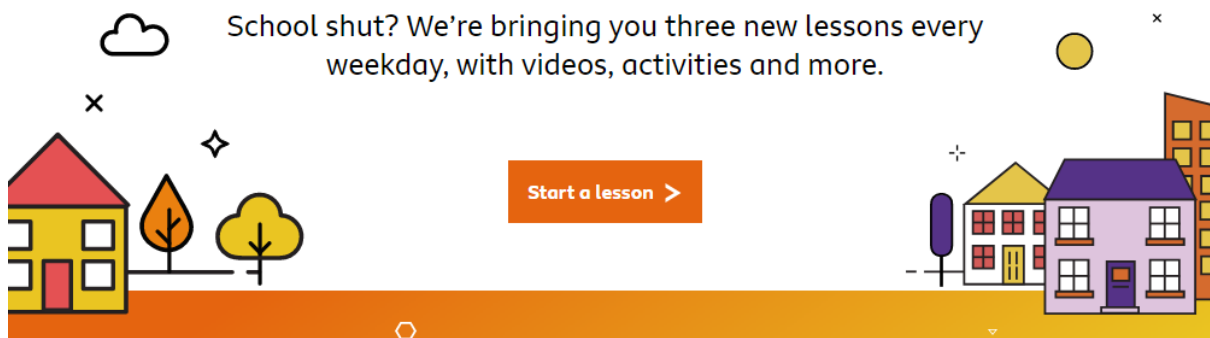 School shut? We’re bringing you three new lessons every
weekday, with videos, activities and more.
Start a lesson